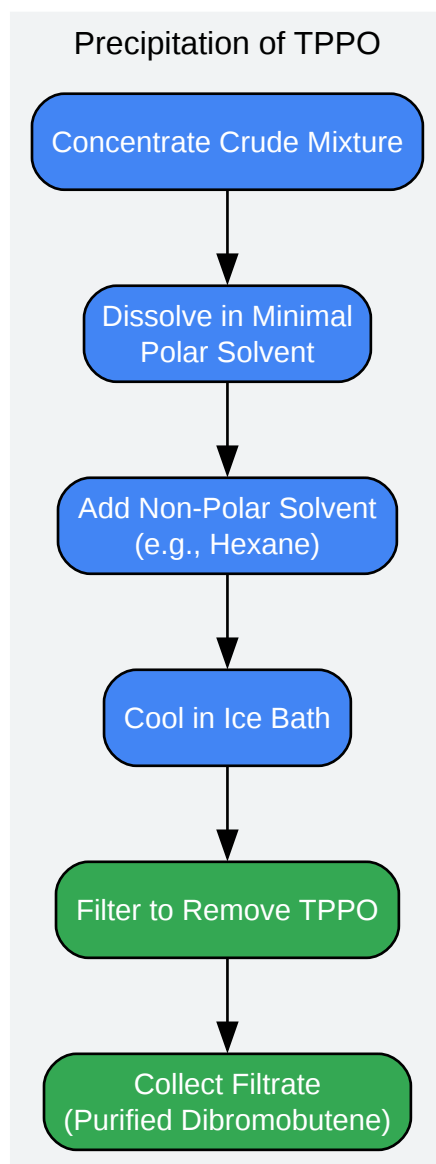 Precipitation of TPPO
Concentrate Crude Mixture
Dissolve in Minimal
Polar Solvent
Add Non-Polar Solvent
(e.g., Hexane)
Cool in Ice Bath
Filter to Remove TPPO
Collect Filtrate
(Purified Dibromobutene)